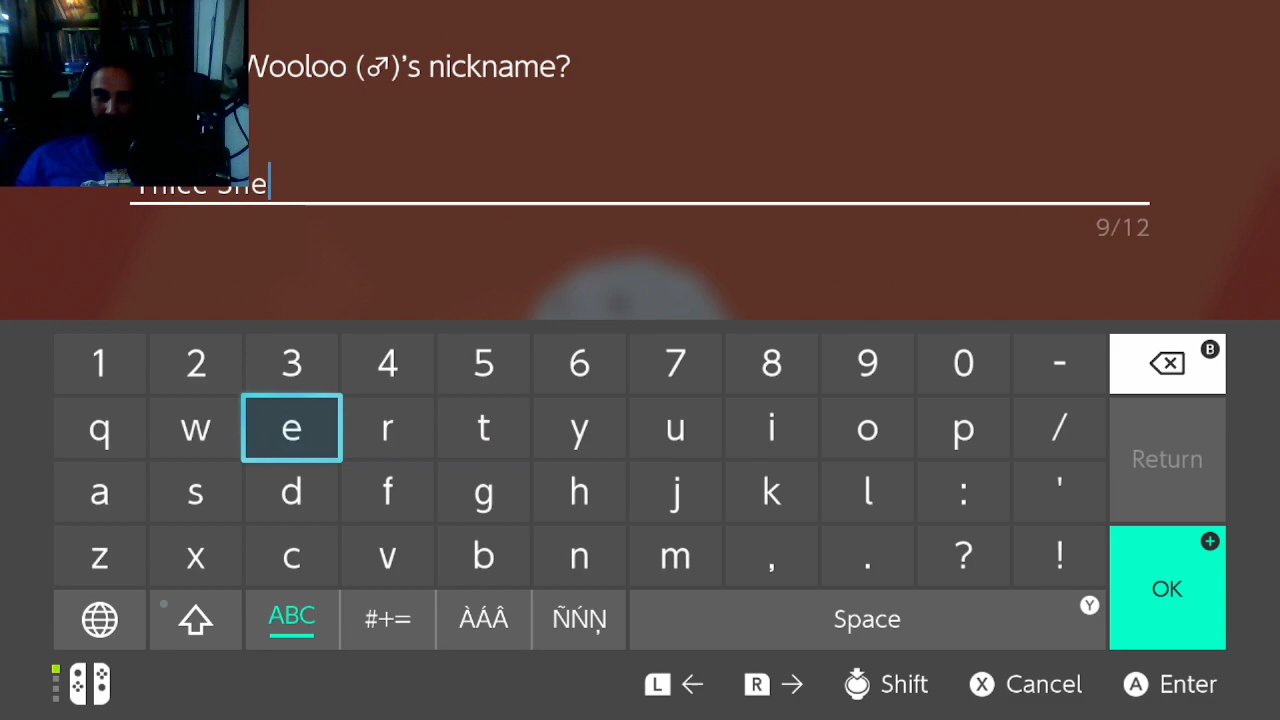 Wooloo (♂)'s nickname?
She
9/12
1 2 3 4 5 6 7 8 9 0 -
B
q w e r t y u i o p /
Return
a s d f g h j k l : '
z x c v b n m , . ? !
+
OK
ABC #+= ÀÁÂ ÑŃŅ Space Y
L ← R → Shift X Cancel A Enter